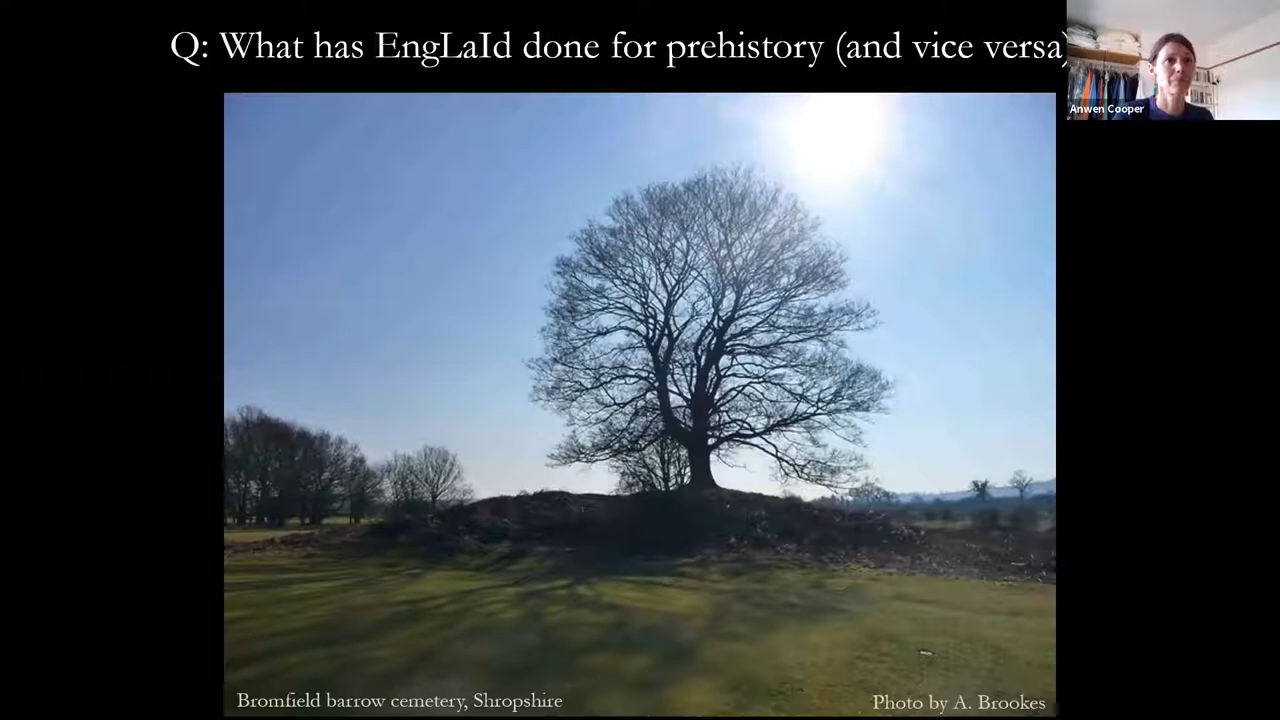 Q: What has EngLaId done for prehistory (and vice versa)
Anwen Cooper
Bromfield barrow cemetery, Shropshire
Photo by A. Brookes